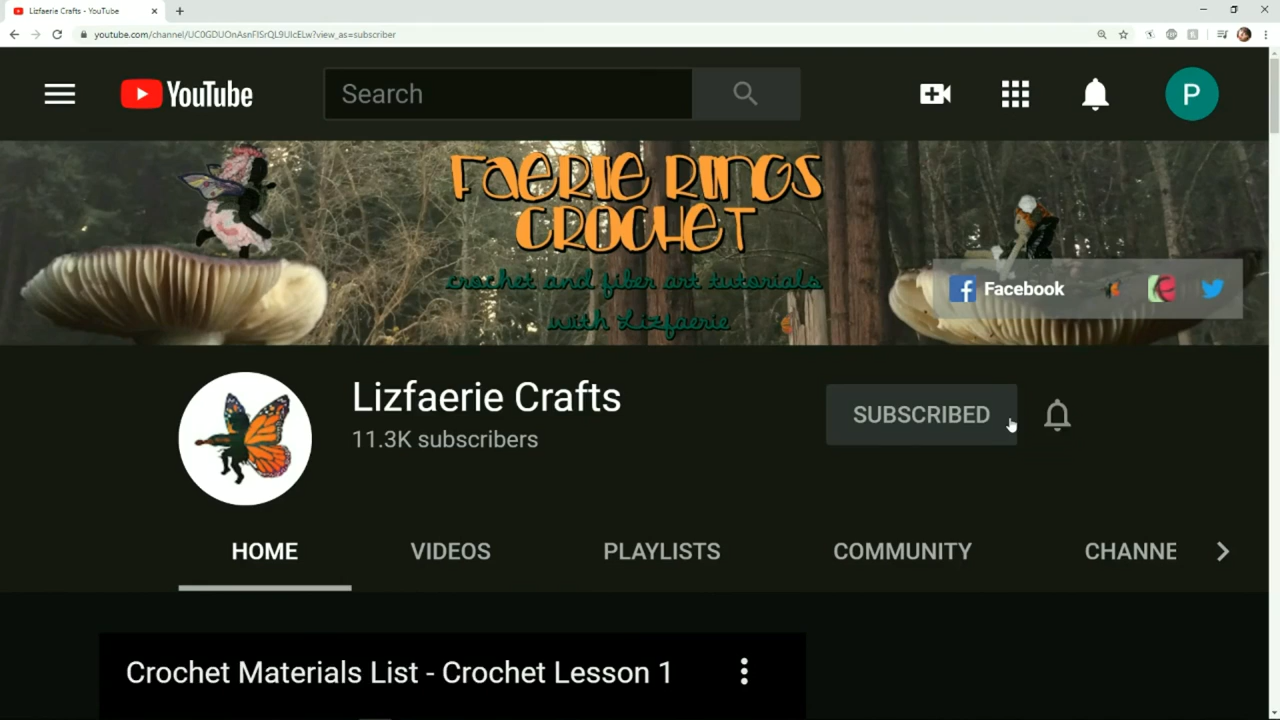 Lizfaerie Crafts - YouTube
youtube.com/channel/UC0GDUOnAsnFISrQL9UIcELw?view_as=subscriber
YouTube
Search
P
FAERIE RINGS
CROCHET
crochet and fiber art tutorials
with Lizfaerie
Facebook
Lizfaerie Crafts
11.3K subscribers
SUBSCRIBED
HOME VIDEOS PLAYLISTS COMMUNITY CHANNE
Crochet Materials List - Crochet Lesson 1